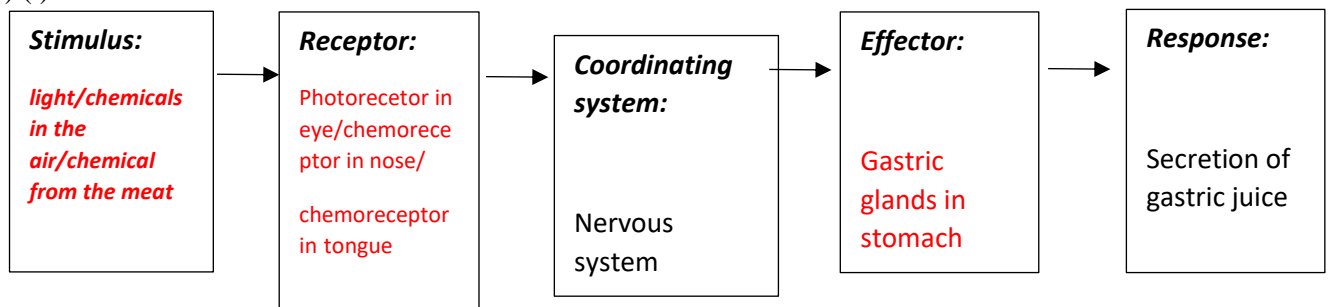 Stimulus:
light/chemicals
in the
air/chemical
from the meat
Receptor:
Photorecetor in
eye/chemorece
ptor in nose/
chemoreceptor
in tongue
Coordinating
system:
Nervous
system
Effector:
Gastric
glands in
stomach
Response:
Secretion of
gastric juice